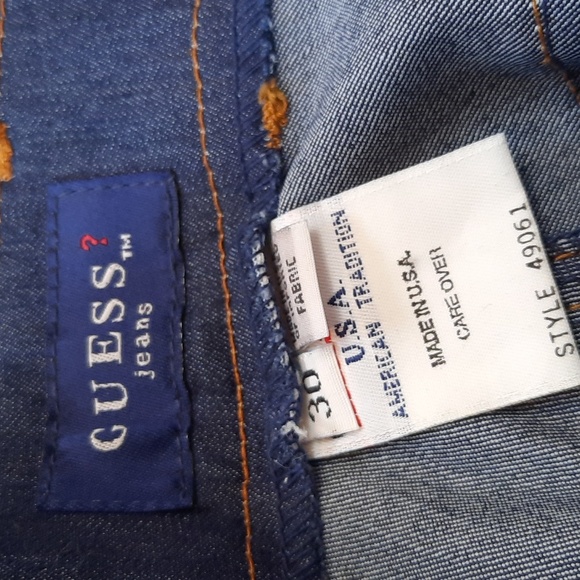 GUESS?™
jeans
FABRIC
30
U.S.A.
AMERICAN TRADITION
MADE IN U.S.A.
CARE OVER
STYLE 49061